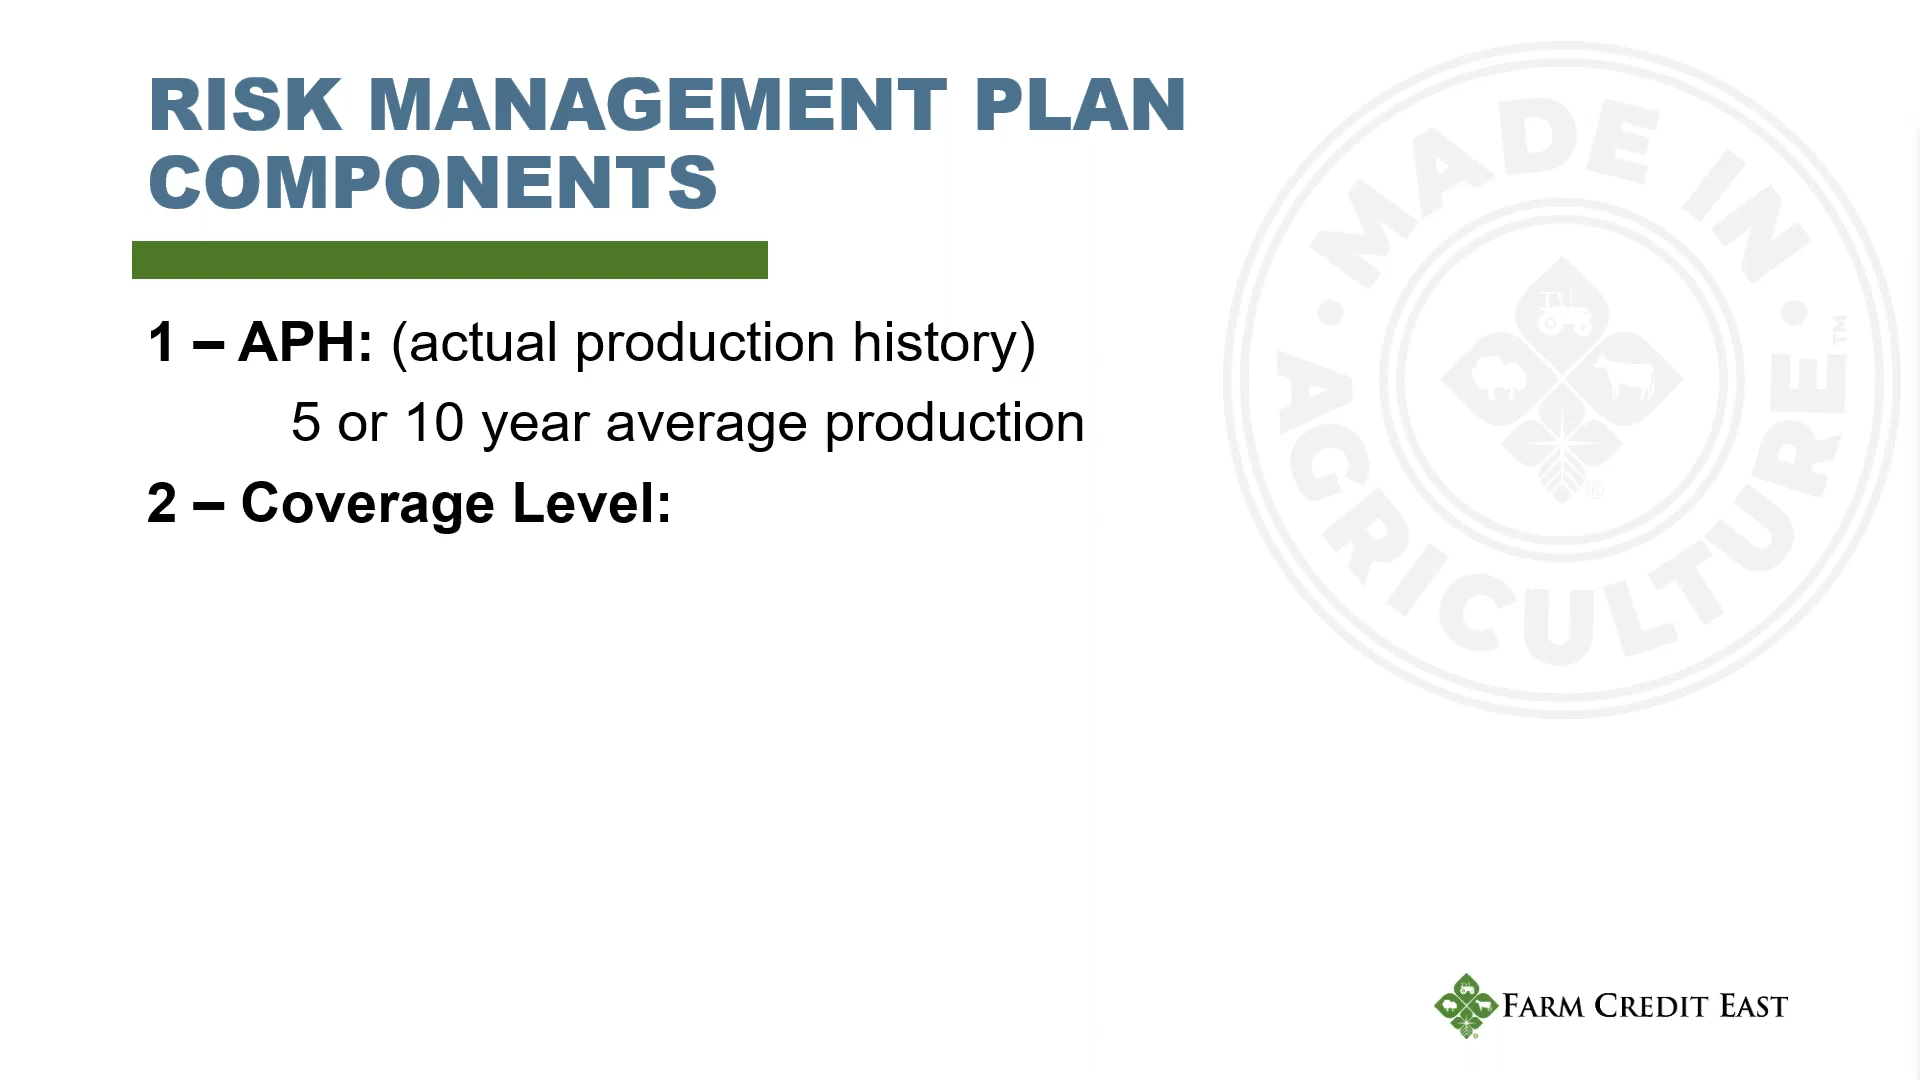 RISK MANAGEMENT PLAN
COMPONENTS
1 – APH: (actual production history)
5 or 10 year average production
2 – Coverage Level:
• MADE IN •
AGRICULTURE™
®
FARM CREDIT EAST
®